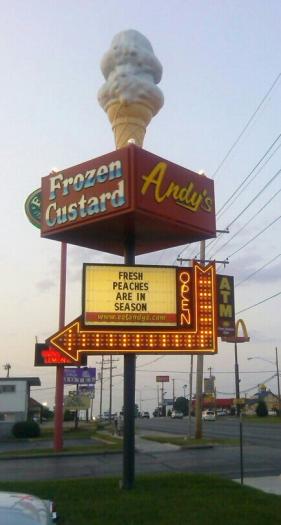 Frozen
Custard
Andy's
FRESH
PEACHES
ARE IN
SEASON
www.eatandys.com
OPEN
ATM